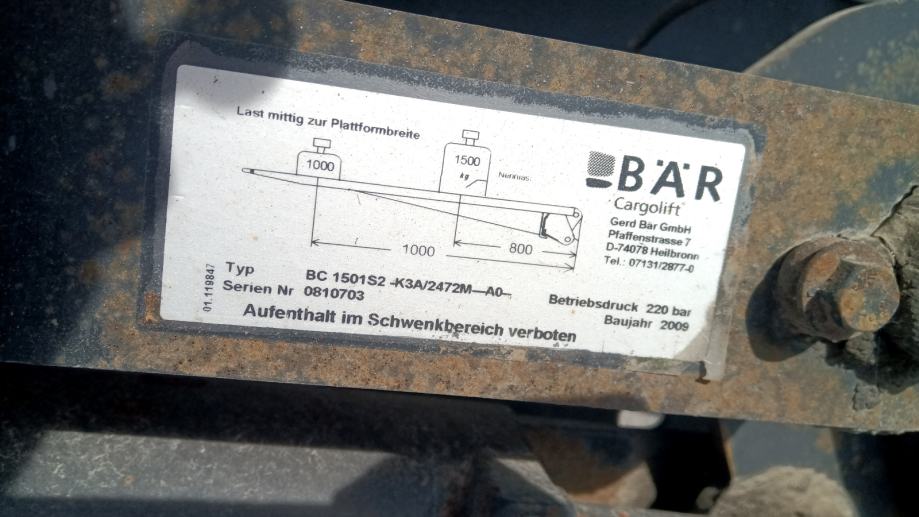 Last mittig zur Plattformbreite
1000
1500
kg
1000
800
BÄR
Cargolift
Gerd Bär GmbH
Pfaffenstrasse 7
D-74078 Heilbronn
Tel.: 07131/2877-0
01.119847
Typ BC 1501S2 -K3A/2472M-A0-
Serien Nr 0810703
Betriebsdruck 220 bar
Baujahr 2009
Aufenthalt im Schwenkbereich verboten